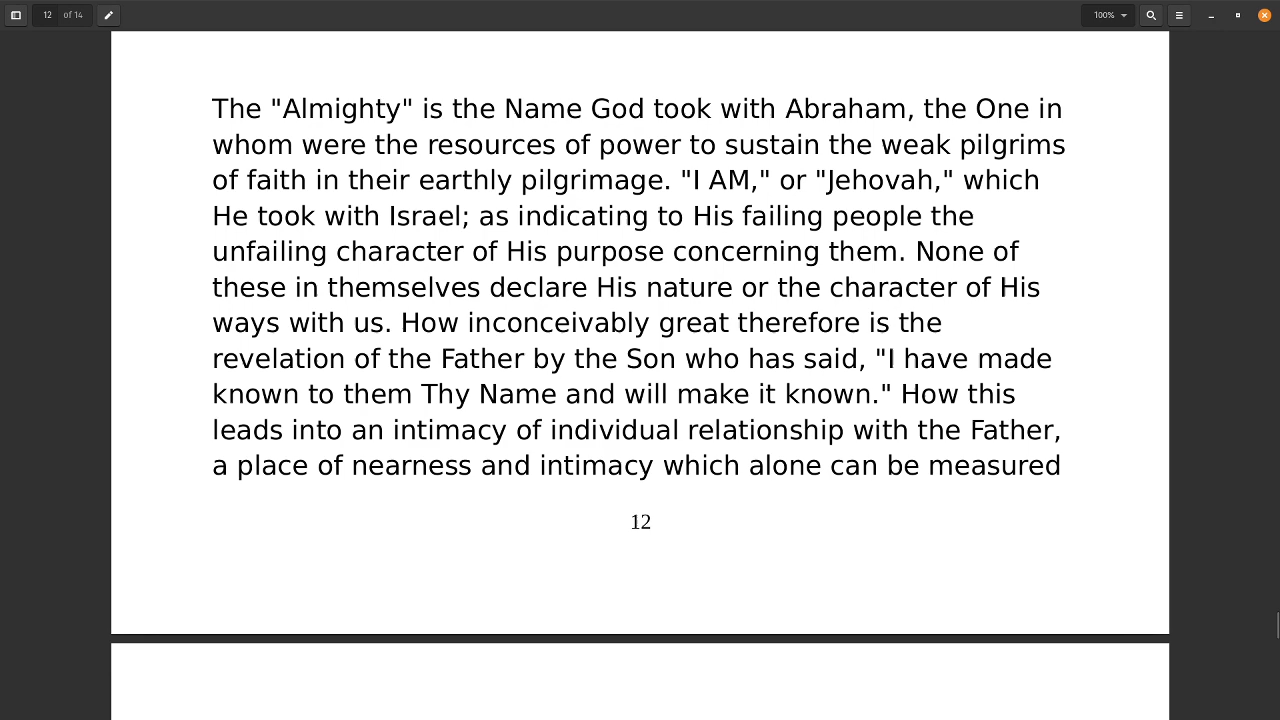 12 of 14
100%
The "Almighty" is the Name God took with Abraham, the One in
whom were the resources of power to sustain the weak pilgrims
of faith in their earthly pilgrimage. "I AM," or "Jehovah," which
He took with Israel; as indicating to His failing people the
unfailing character of His purpose concerning them. None of
these in themselves declare His nature or the character of His
ways with us. How inconceivably great therefore is the
revelation of the Father by the Son who has said, "I have made
known to them Thy Name and will make it known." How this
leads into an intimacy of individual relationship with the Father,
a place of nearness and intimacy which alone can be measured
12